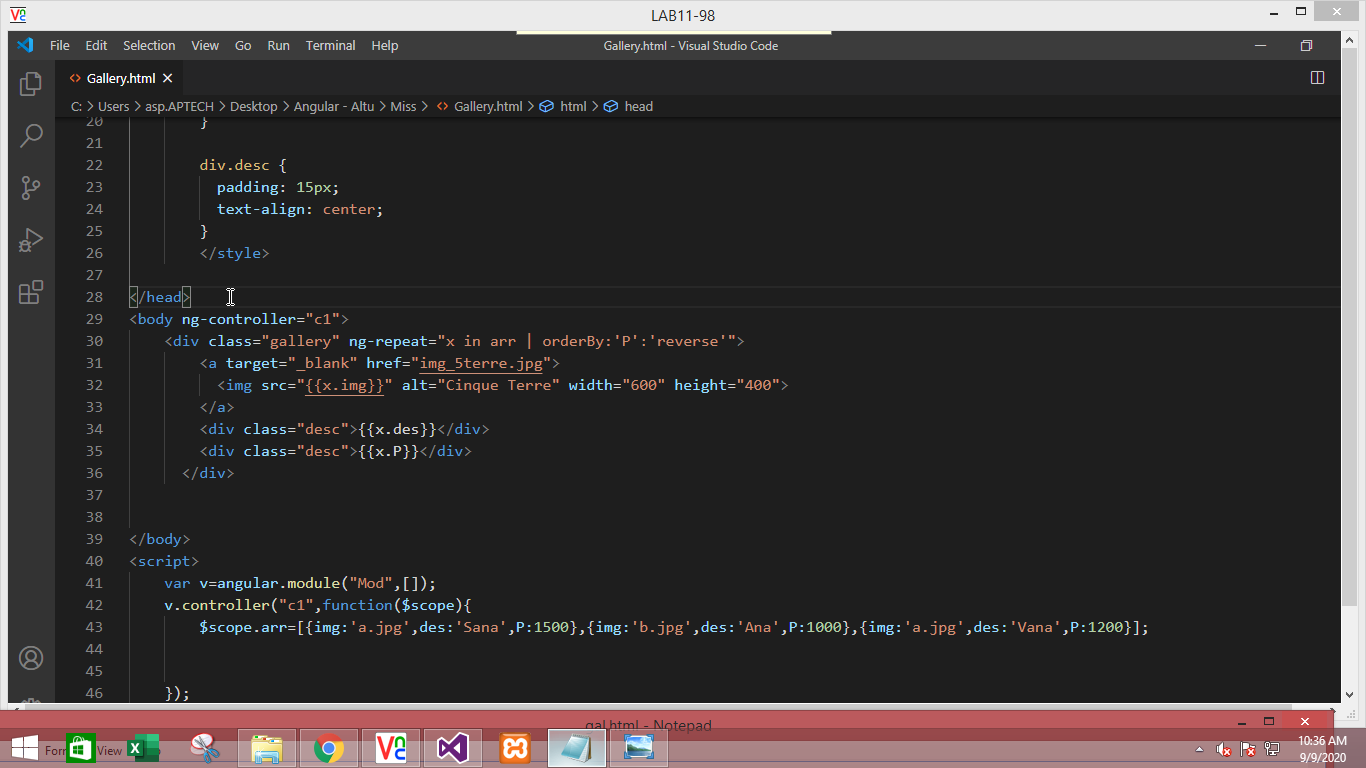 LAB11-98
File Edit Selection View Go Run Terminal Help Gallery.html - Visual Studio Code
Gallery.html
C: > Users > asp.APTECH > Desktop > Angular - Altu > Miss > Gallery.html > html > head
20 }
21
22 div.desc {
23 padding: 15px;
24 text-align: center;
25 }
26 </style>
27
28 </head>
29 <body ng-controller="c1">
30 <div class="gallery" ng-repeat="x in arr | orderBy:'P':'reverse'">
31 <a target="_blank" href="img_5terre.jpg">
32 <img src="{{x.img}}" alt="Cinque Terre" width="600" height="400">
33 </a>
34 <div class="desc">{{x.des}}</div>
35 <div class="desc">{{x.P}}</div>
36 </div>
37
38
39 </body>
40 <script>
41 var v=angular.module("Mod",[]);
42 v.controller("c1",function($scope){
43 $scope.arr=[{img:'a.jpg',des:'Sana',P:1500},{img:'b.jpg',des:'Ana',P:1000},{img:'a.jpg',des:'Vana',P:1200}];
44
45
46 });
gal.html - Notepad
View
10:36 AM
9/9/2020